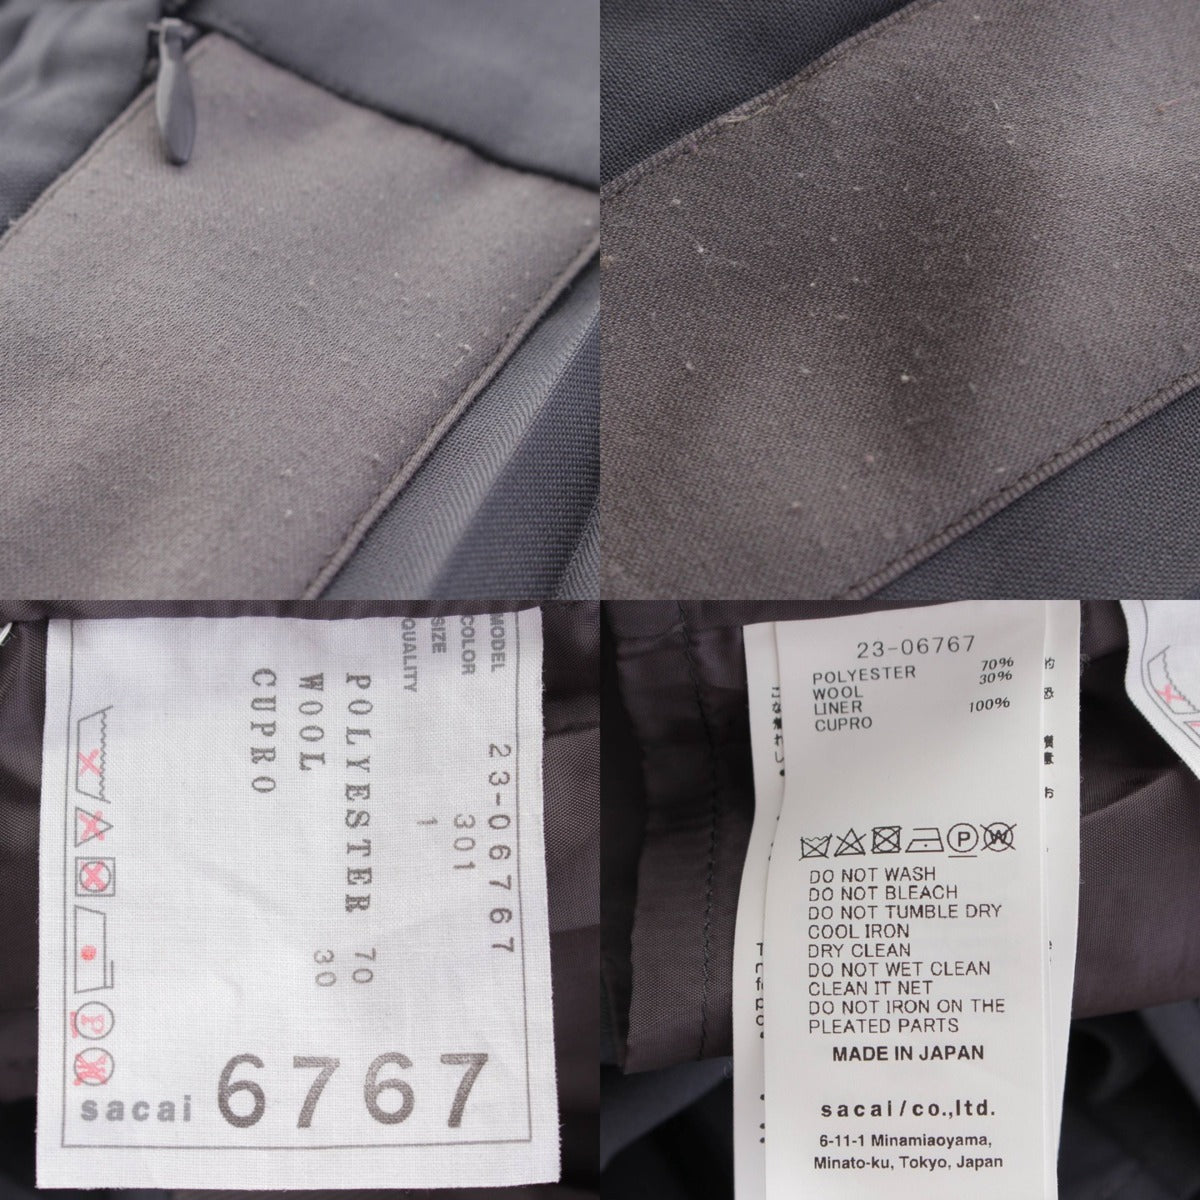 MODEL 23-06767
COLOR 301
SIZE 1
QUALITY
POLYESTER 70
WOOL 30
CUPRO
sacai 6767
23-06767
POLYESTER 70%
WOOL 30%
LINER
CUPRO 100%
DO NOT WASH
DO NOT BLEACH
DO NOT TUMBLE DRY
COOL IRON
DRY CLEAN
DO NOT WET CLEAN
CLEAN IT NET
DO NOT IRON ON THE
PLEATED PARTS
MADE IN JAPAN
sacai/co.,ltd.
6-11-1 Minamiaoyama,
Minato-ku, Tokyo, Japan